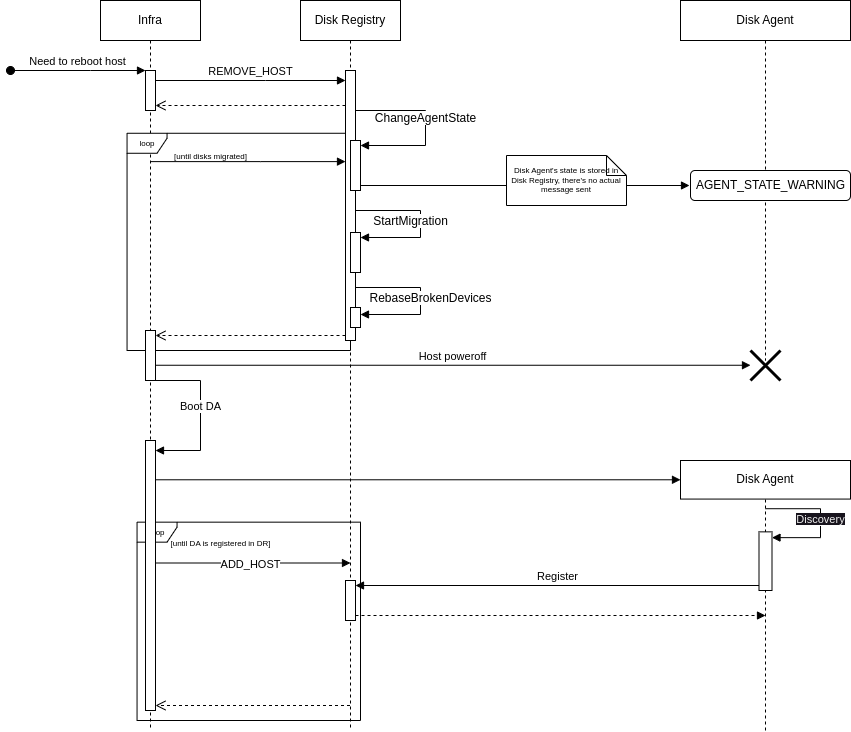 Infra
Disk Registry
Disk Agent
Need to reboot host
REMOVE_HOST
ChangeAgentState
loop
[until disks migrated]
Disk Agent's state is stored in
Disk Registry, there's no actual
message sent
AGENT_STATE_WARNING
StartMigration
RebaseBrokenDevices
Host poweroff
Boot DA
Disk Agent
Discovery
op
[until DA is registered in DR]
ADD_HOST
Register